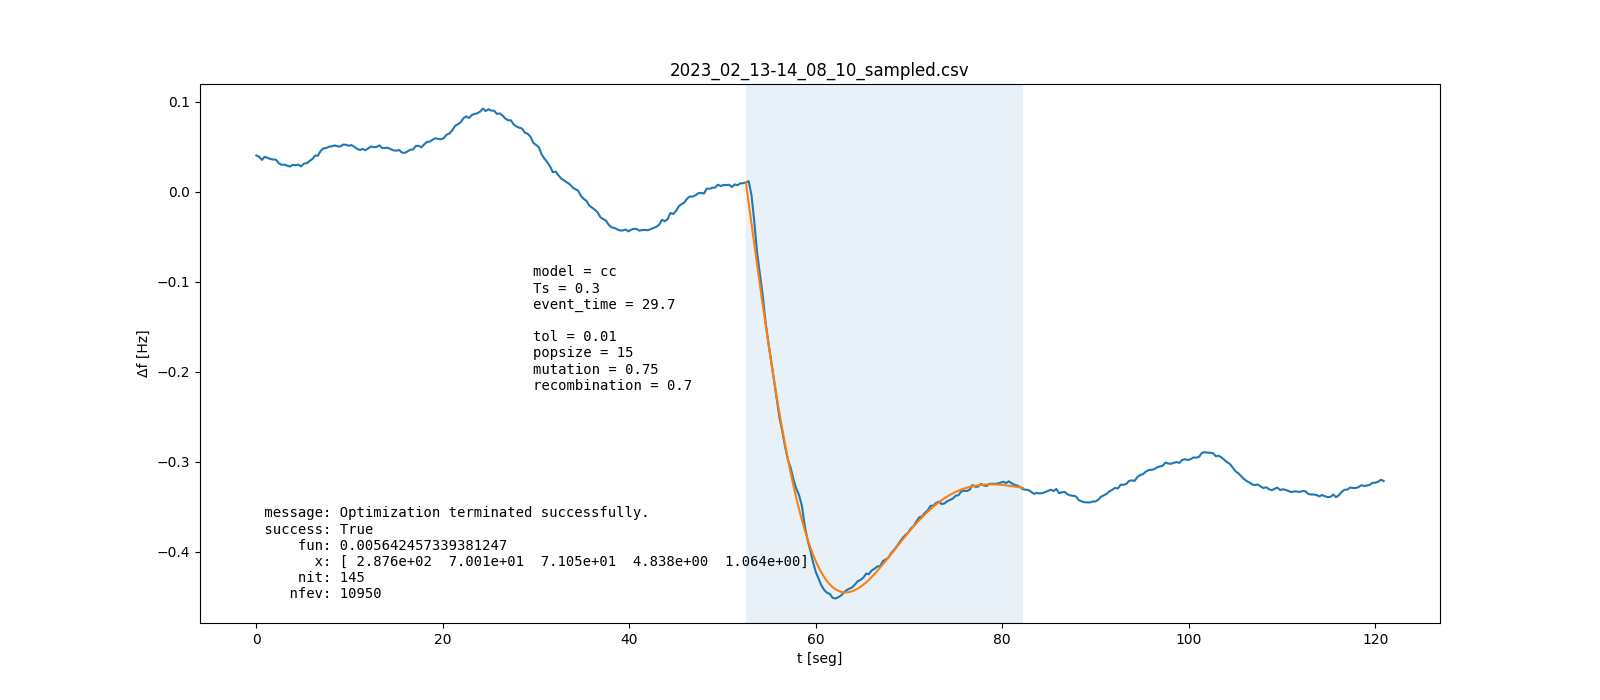 2023_02_13-14_08_10_sampled.csv
0.1
0.0
−0.1
−0.2
−0.3
−0.4
Δf [Hz]
model = cc
Ts = 0.3
event_time = 29.7
tol = 0.01
popsize = 15
mutation = 0.75
recombination = 0.7
message: Optimization terminated successfully.
success: True
fun: 0.005642457339381247
x: [ 2.876e+02  7.001e+01  7.105e+01  4.838e+00  1.064e+00]
nit: 145
nfev: 10950
0
20
40
60
80
100
120
t [seg]